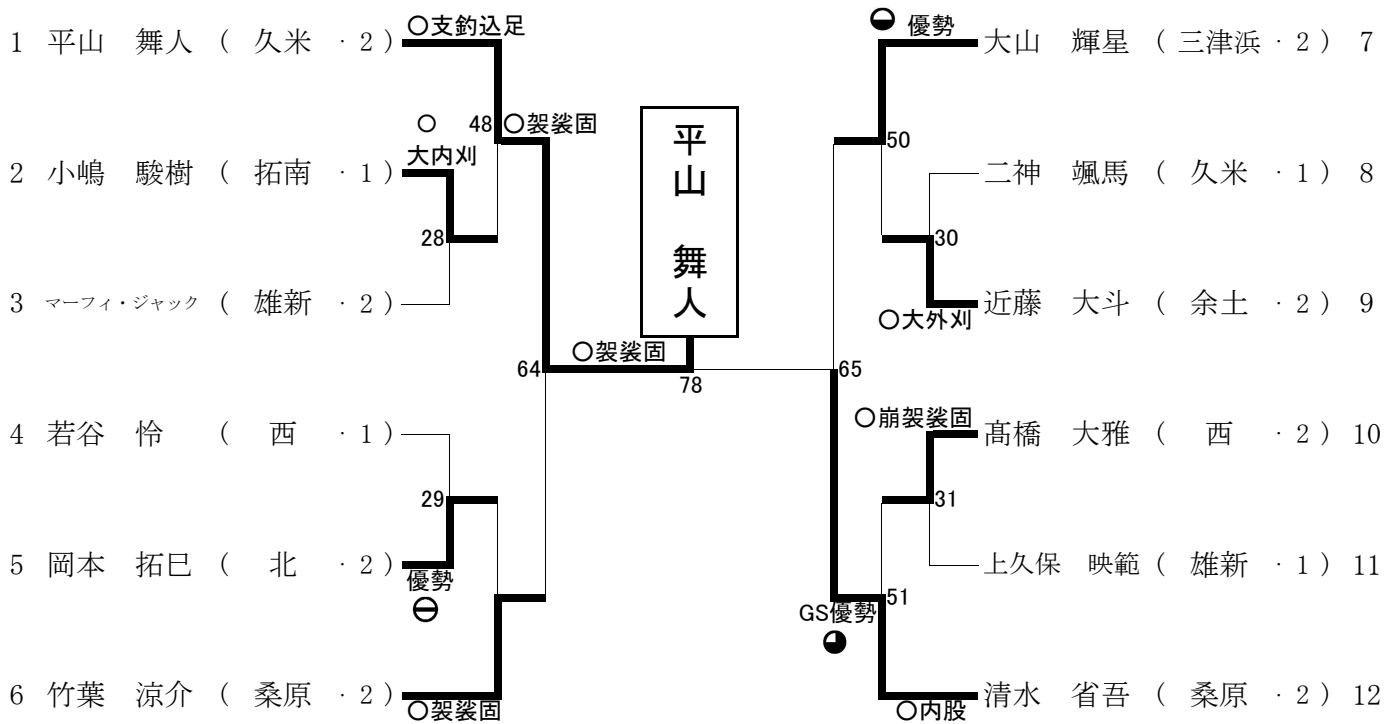 ○支釣込足
1 平山 舞人 ( 久米 ・2 )
○
48
○袈裟固
大内刈
2 小嶋 駿樹 ( 拓南 ・1 )
28
3 マーフィ・ジャック ( 雄新 ・2 )
○袈裟固
64
4 若谷 怜 ( 西 ・1 )
29
5 岡本 拓巳 ( 北 ・2 )
優勢
6 竹葉 涼介 ( 桑原 ・2 )
○袈裟固
平山 舞人
78
優勢
大山 輝星 ( 三津浜 ・2 ) 7
50
二神 颯馬 ( 久米 ・1 ) 8
30
近藤 大斗 ( 余土 ・2 ) 9
○大外刈
65
○崩袈裟固
髙橋 大雅 ( 西 ・2 ) 10
31
上久保 映範 ( 雄新 ・1 ) 11
51
GS優勢
清水 省吾 ( 桑原 ・2 ) 12
○内股